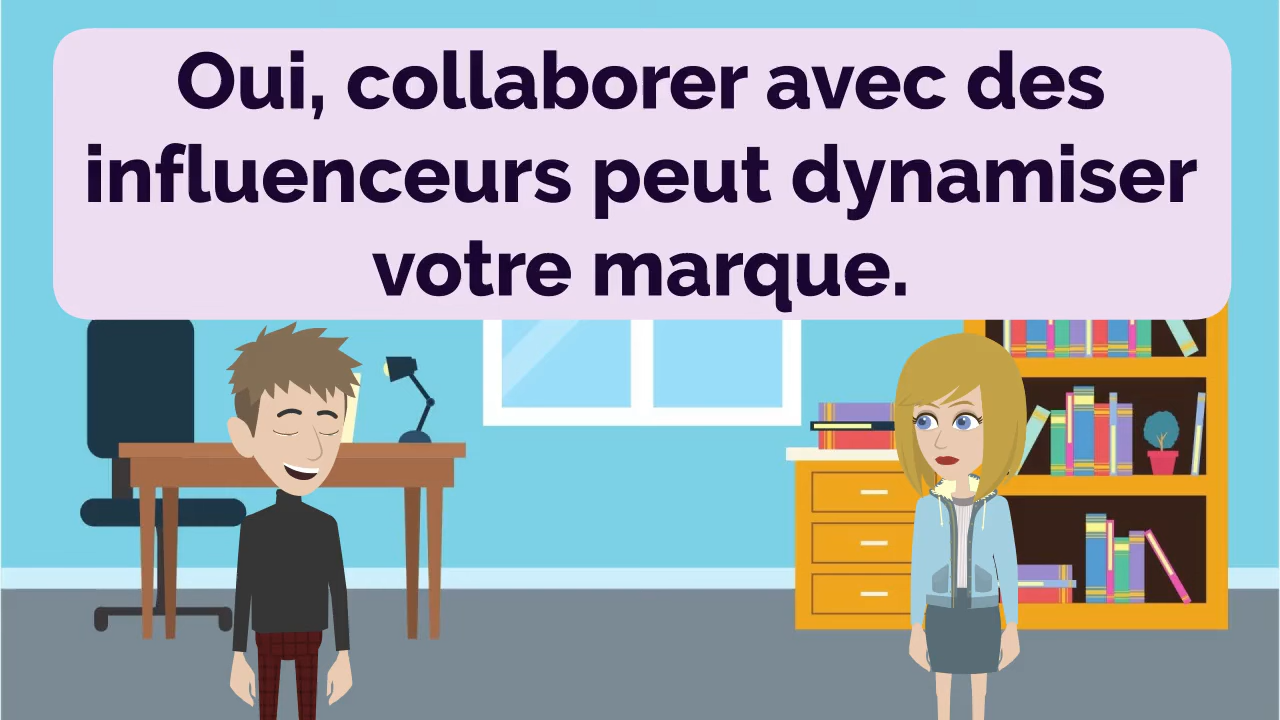 Oui, collaborer avec des
influenceurs peut dynamiser
votre marque.